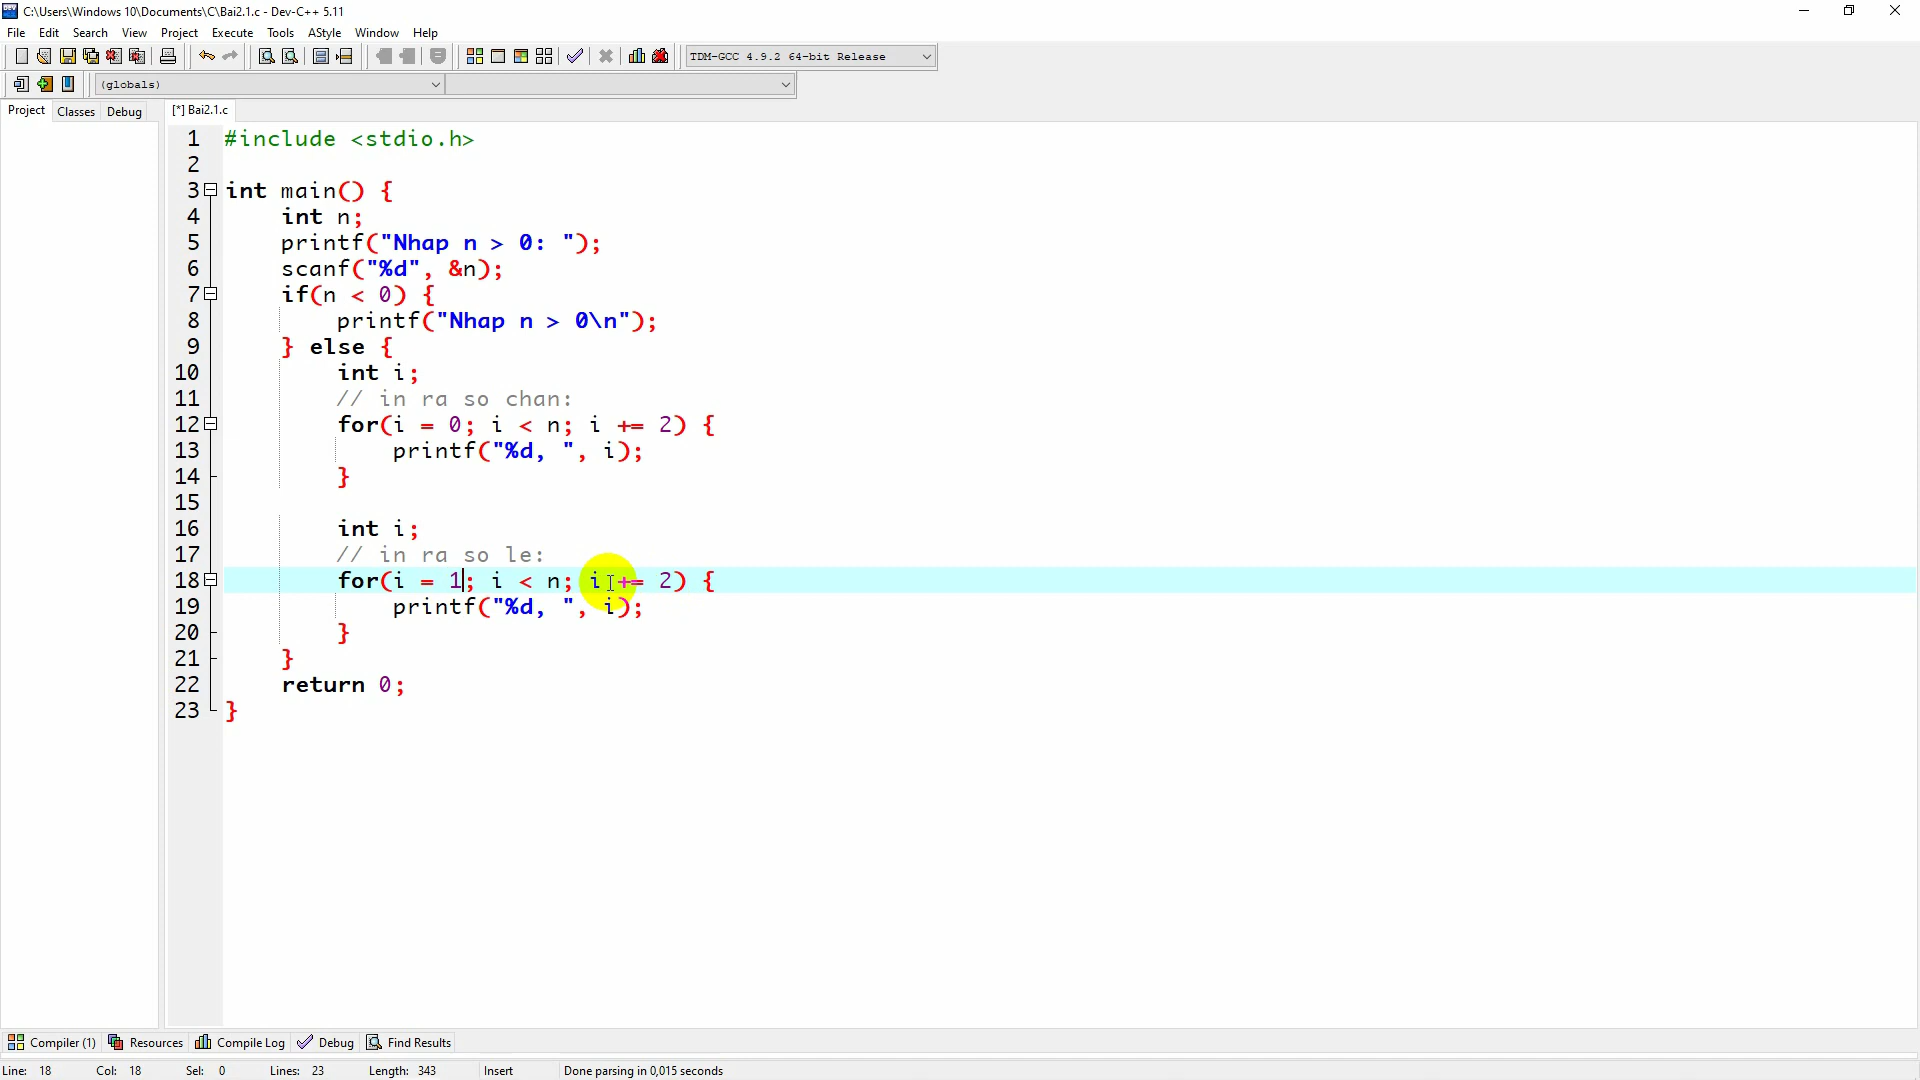 C:\Users\Windows 10\Documents\C\Bai2.1.c - Dev-C++ 5.11
File Edit Search View Project Execute Tools AStyle Window Help
TDM-GCC 4.9.2 64-bit Release
(globals)
Project Classes Debug [*] Bai2.1.c
1 #include <stdio.h>
2
3 int main() {
4 int n;
5 printf("Nhap n > 0: ");
6 scanf("%d", &n);
7 if(n < 0) {
8 printf("Nhap n > 0\n");
9 } else {
10 int i;
11 // in ra so chan:
12 for(i = 0; i < n; i += 2) {
13 printf("%d, ", i);
14 }
15
16 int i;
17 // in ra so le:
18 for(i = 1; i < n; i += 2) {
19 printf("%d, ", i);
20 }
21 }
22 return 0;
23 }
Compiler (1) Resources Compile Log Debug Find Results
Line: 18 Col: 18 Sel: 0 Lines: 23 Length: 343 Insert Done parsing in 0,015 seconds